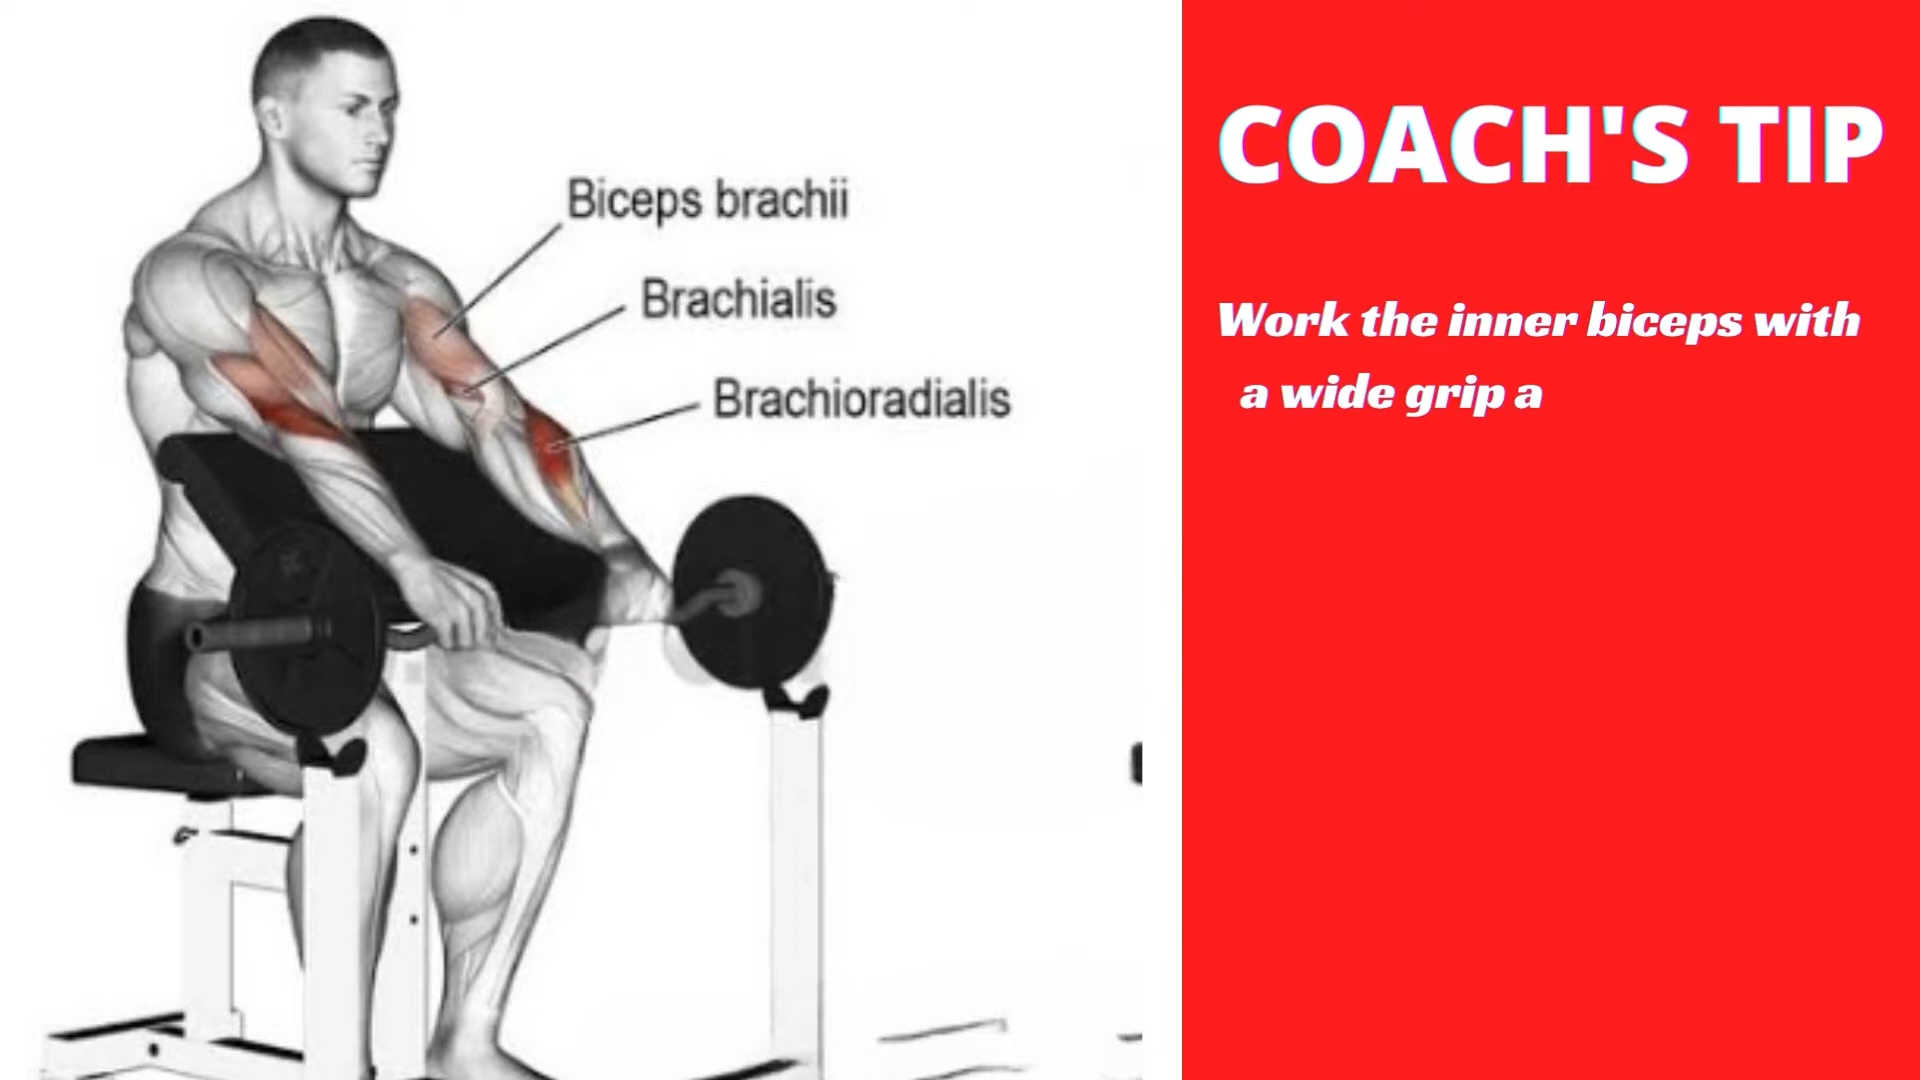 Biceps brachii
Brachialis
Brachioradialis
COACH'S TIP
Work the inner biceps with
a wide grip a